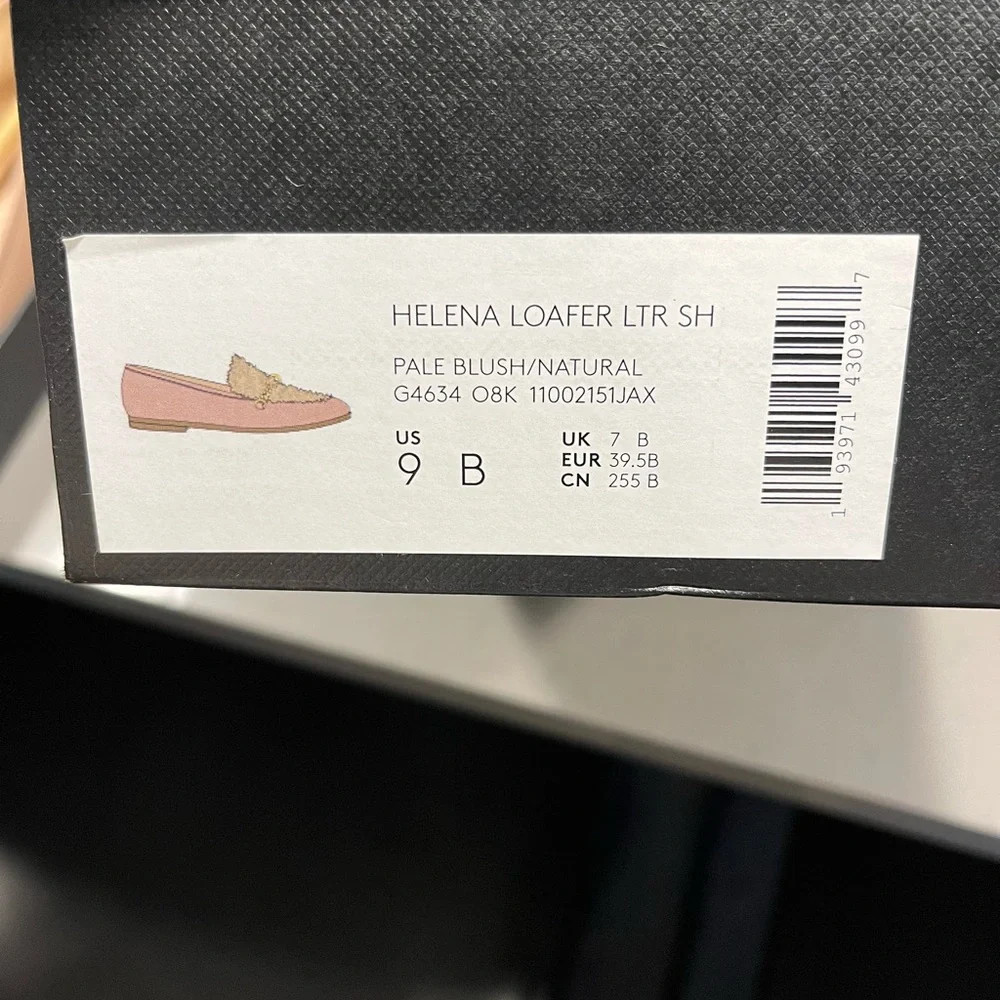 HELENA LOAFER LTR SH
PALE BLUSH/NATURAL
G4634 O8K 11002151JAX
US
9 B
UK 7 B
EUR 39.5B
CN 255 B
1 93971 43099 7